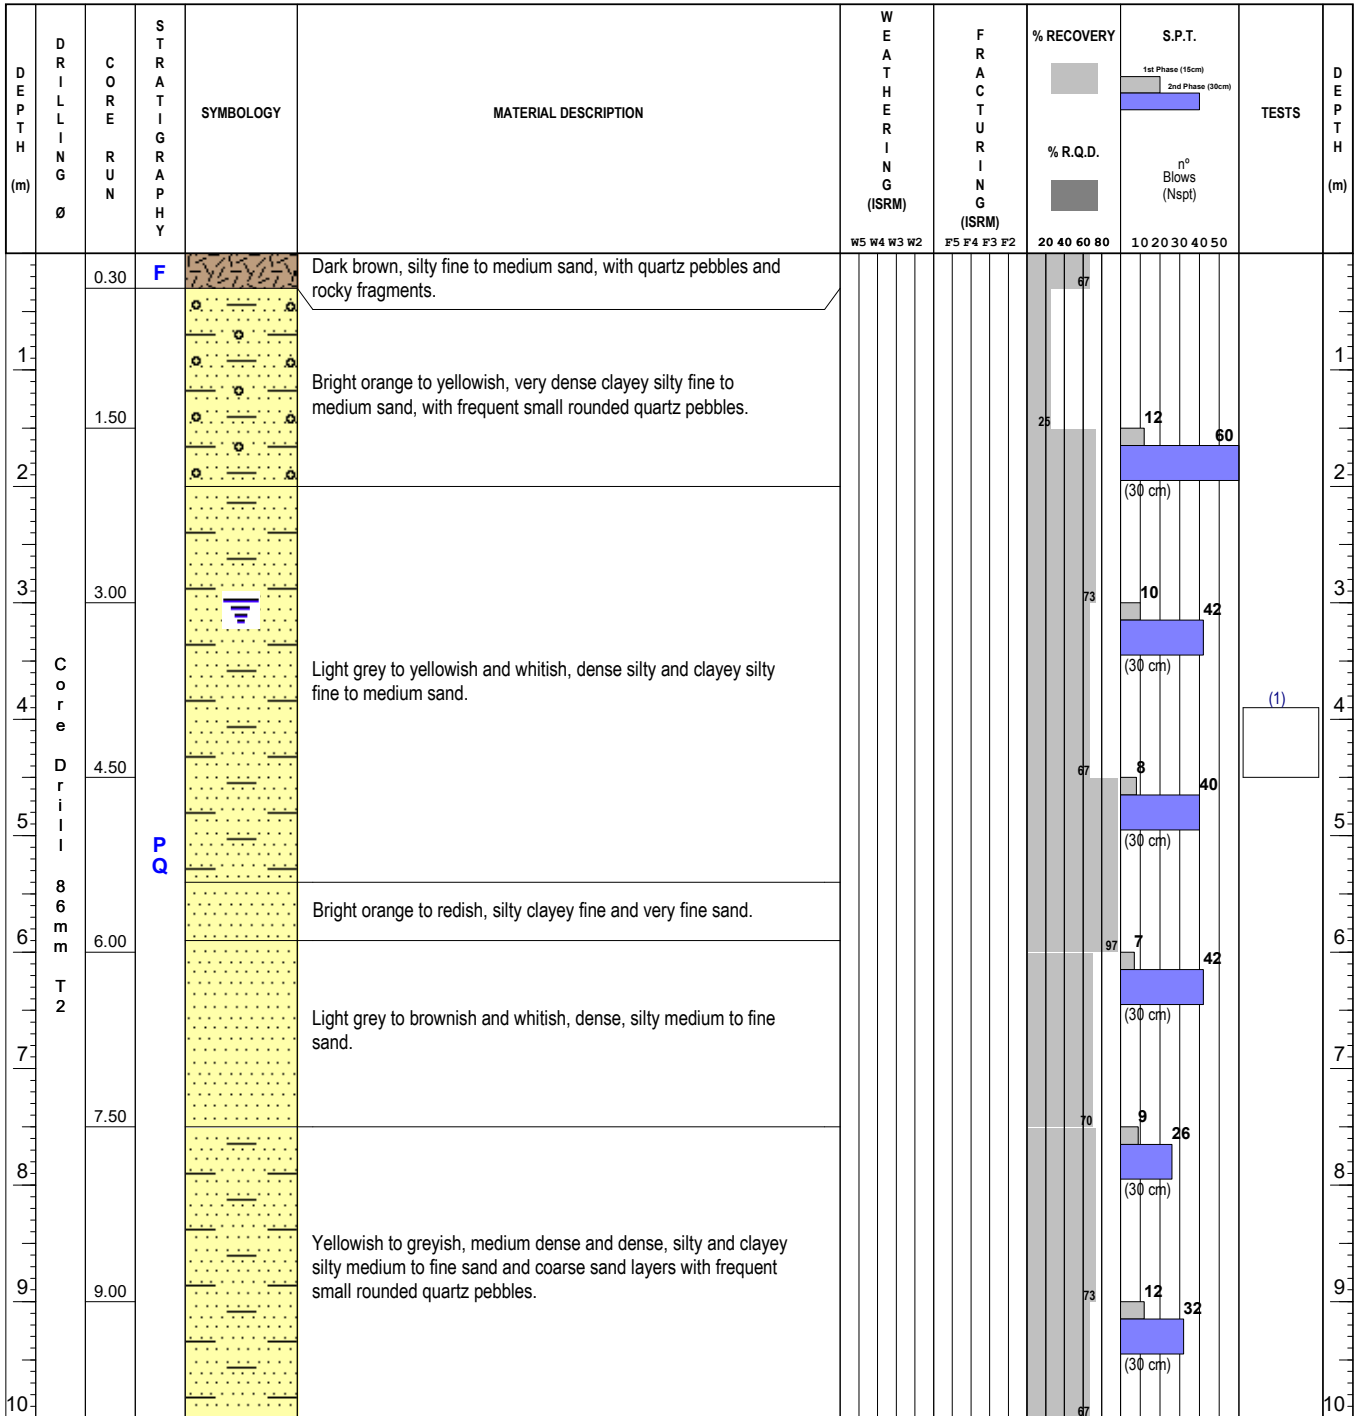 DEPTH (m)
DRILLING Ø
CORE RUN
STRATIGRAPHY
SYMBOLOGY
MATERIAL DESCRIPTION
WEATHERING (ISRM)
W5 W4 W3 W2
FRACTURING (ISRM)
F5 F4 F3 F2
% RECOVERY
% R.Q.D.
20 40 60 80
S.P.T.
1st Phase (15cm)
2nd Phase (30cm)
nº
Blows
(Nspt)
10 20 30 40 50
TESTS
DEPTH (m)
0.30
F
Dark brown, silty fine to medium sand, with quartz pebbles and
rocky fragments.
67
1
1
Bright orange to yellowish, very dense clayey silty fine to
medium sand, with frequent small rounded quartz pebbles.
1.50
25
12
60
2
(30 cm)
2
3
3.00
73
10
42
3
(30 cm)
Core Drill 86mm T2
Light grey to yellowish and whitish, dense silty and clayey silty
fine to medium sand.
4
(1)
4
4.50
67
8
40
5
(30 cm)
5
PQ
Bright orange to redish, silty clayey fine and very fine sand.
6
6.00
97
7
42
6
(30 cm)
Light grey to brownish and whitish, dense, silty medium to fine
sand.
7
7
7.50
70
9
26
8
(30 cm)
8
Yellowish to greyish, medium dense and dense, silty and clayey
silty medium to fine sand and coarse sand layers with frequent
small rounded quartz pebbles.
9
9.00
73
12
32
9
(30 cm)
10
67
10